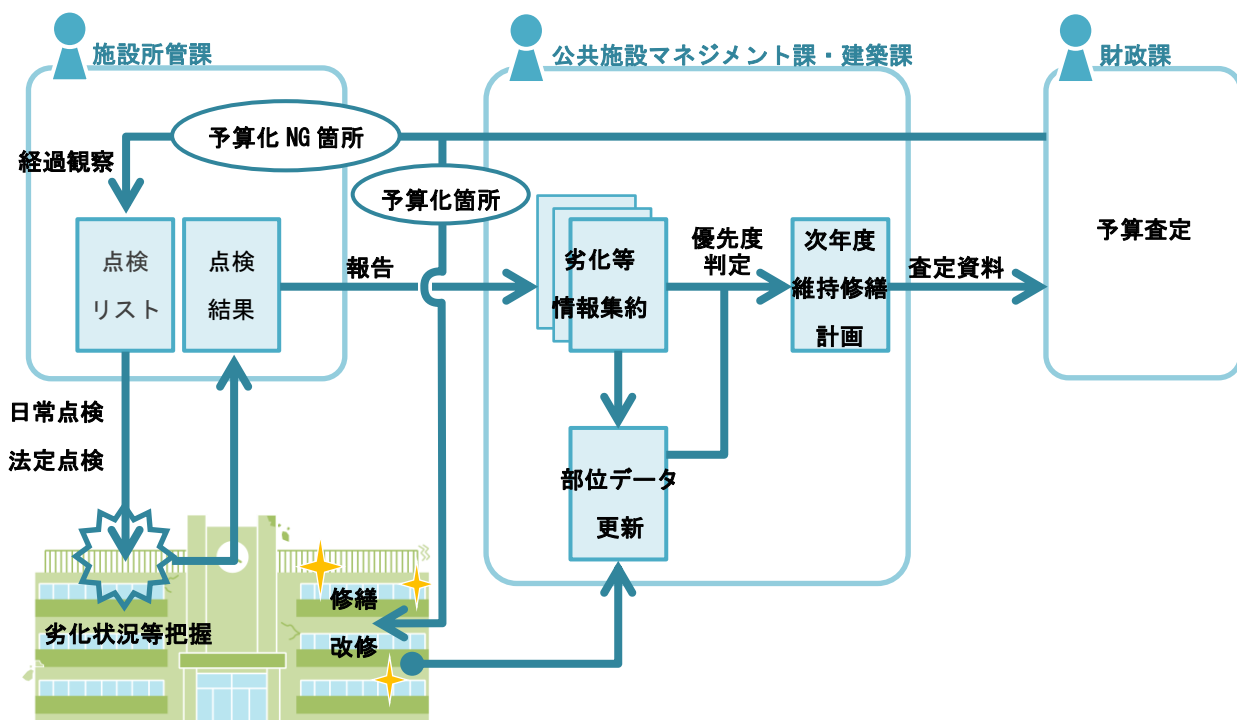 施設所管課
公共施設マネジメント課・建築課
財政課
予算化 NG 箇所
経過観察
予算化箇所
点検
リスト
点検
結果
報告
劣化等
情報集約
優先度
判定
次年度
維持修繕
計画
査定資料
予算査定
日常点検
法定点検
部位データ
更新
劣化状況等把握
修繕
改修